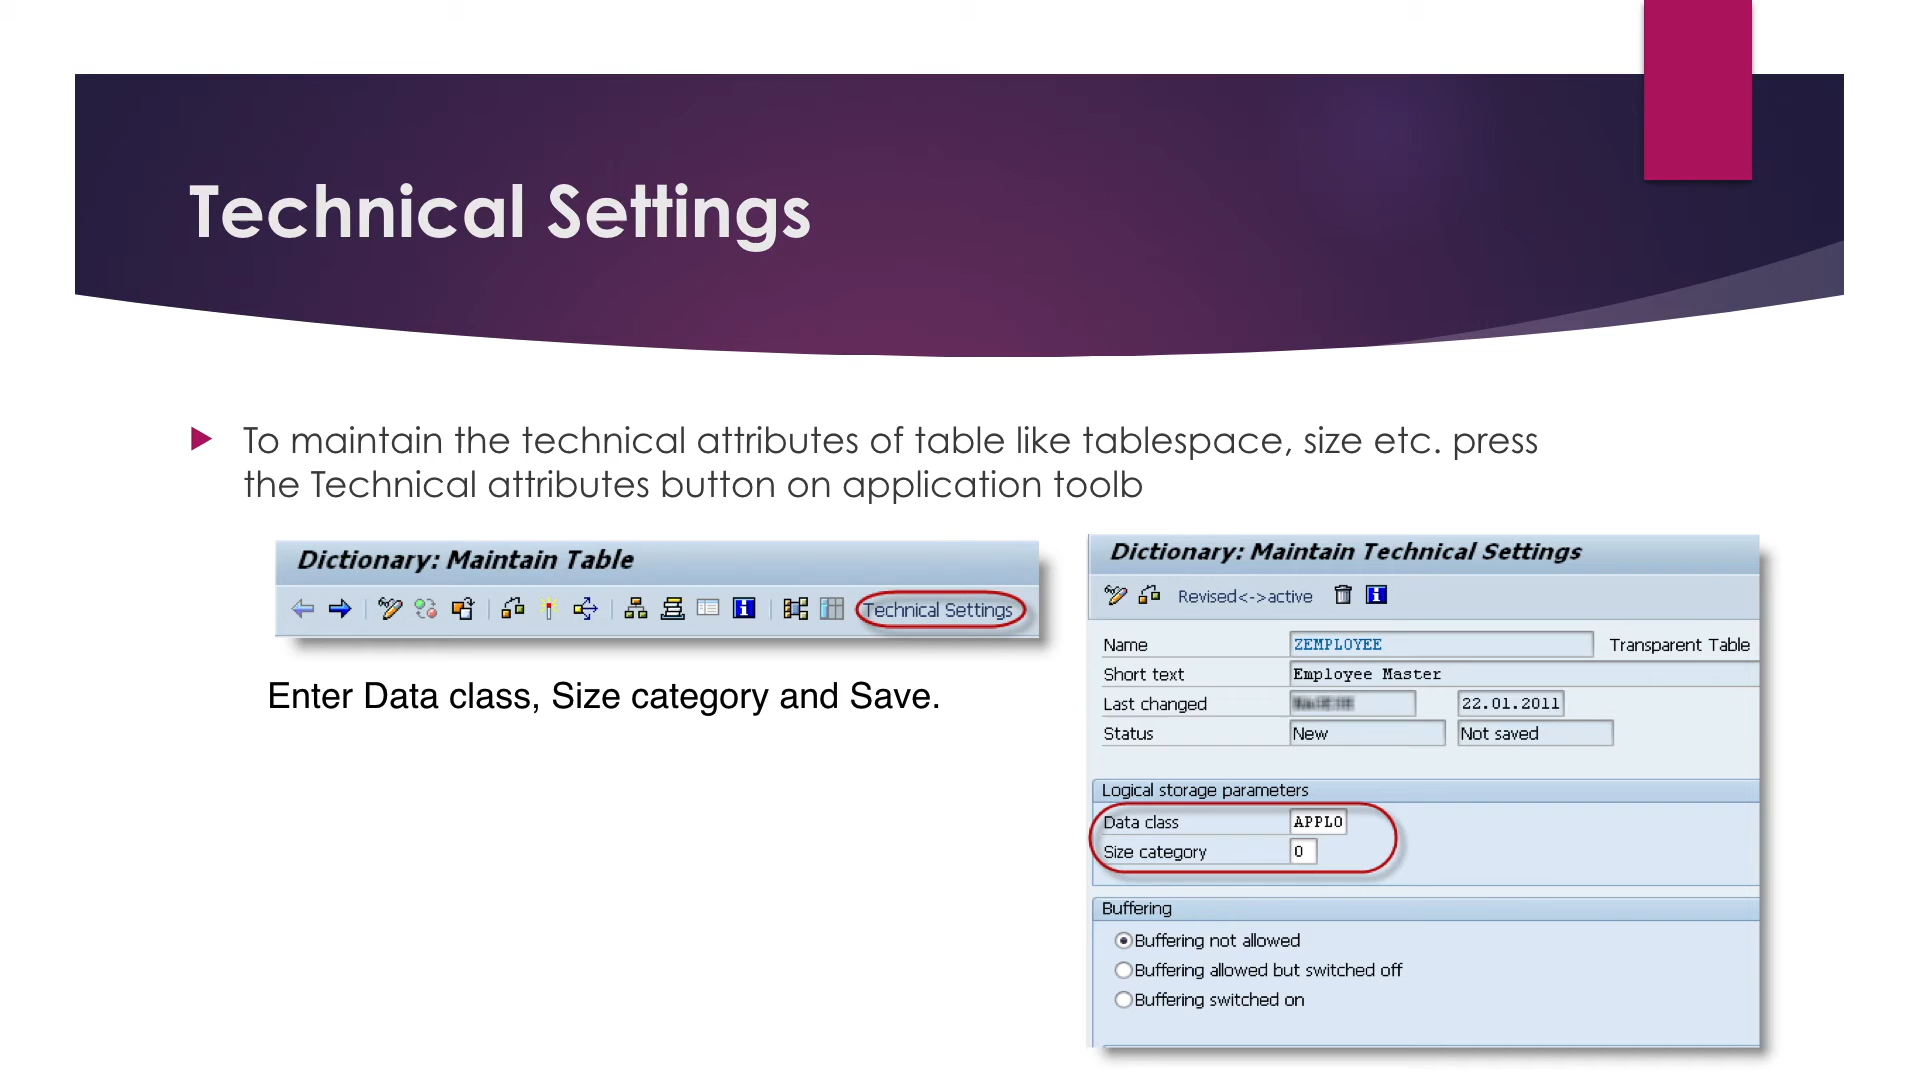 Technical Settings
To maintain the technical attributes of table like tablespace, size etc. press
the Technical attributes button on application toolb
Dictionary: Maintain Table
Technical Settings
Enter Data class, Size category and Save.
Dictionary: Maintain Technical Settings
Revised<->active
Name ZEMPLOYEE Transparent Table
Short text Employee Master
Last changed 22.01.2011
Status New Not saved
Logical storage parameters
Data class APPL0
Size category 0
Buffering
Buffering not allowed
Buffering allowed but switched off
Buffering switched on